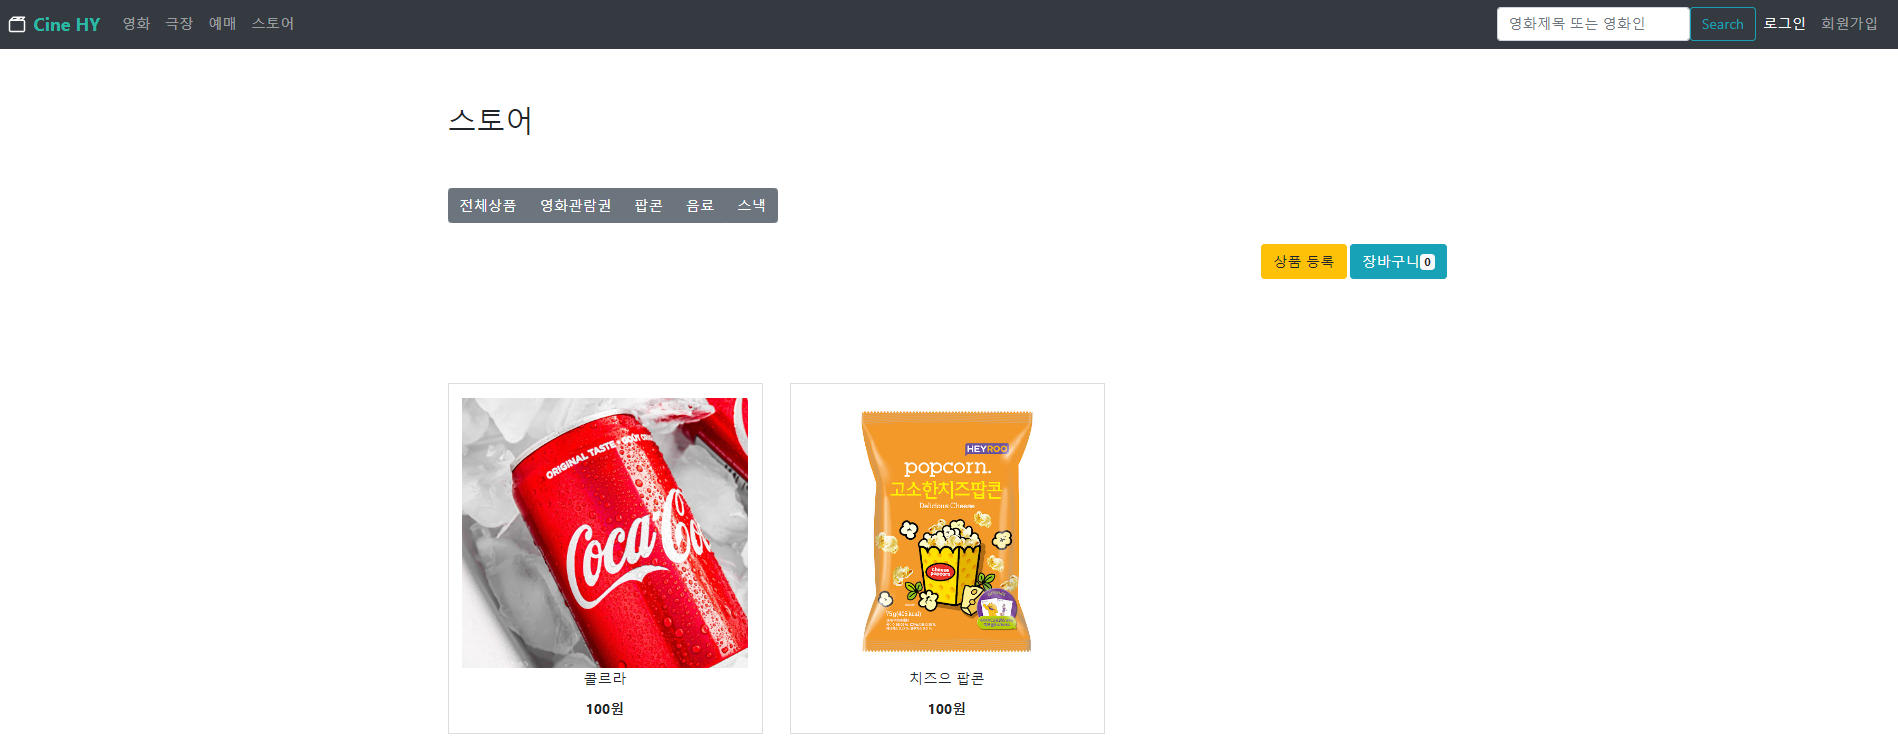 Cine HY 영화 극장 예매 스토어 영화제목 또는 영화인 Search 로그인 회원가입
스토어
전체상품 영화관람권 팝콘 음료 스낵
상품 등록 장바구니 0
ORIGINAL TASTE
Coca Co
HEYROO
popcorn.
고소한치즈팝콘
Delicious Cheese
cheese
popcorn
콜르라 치즈으 팝콘
100원 100원